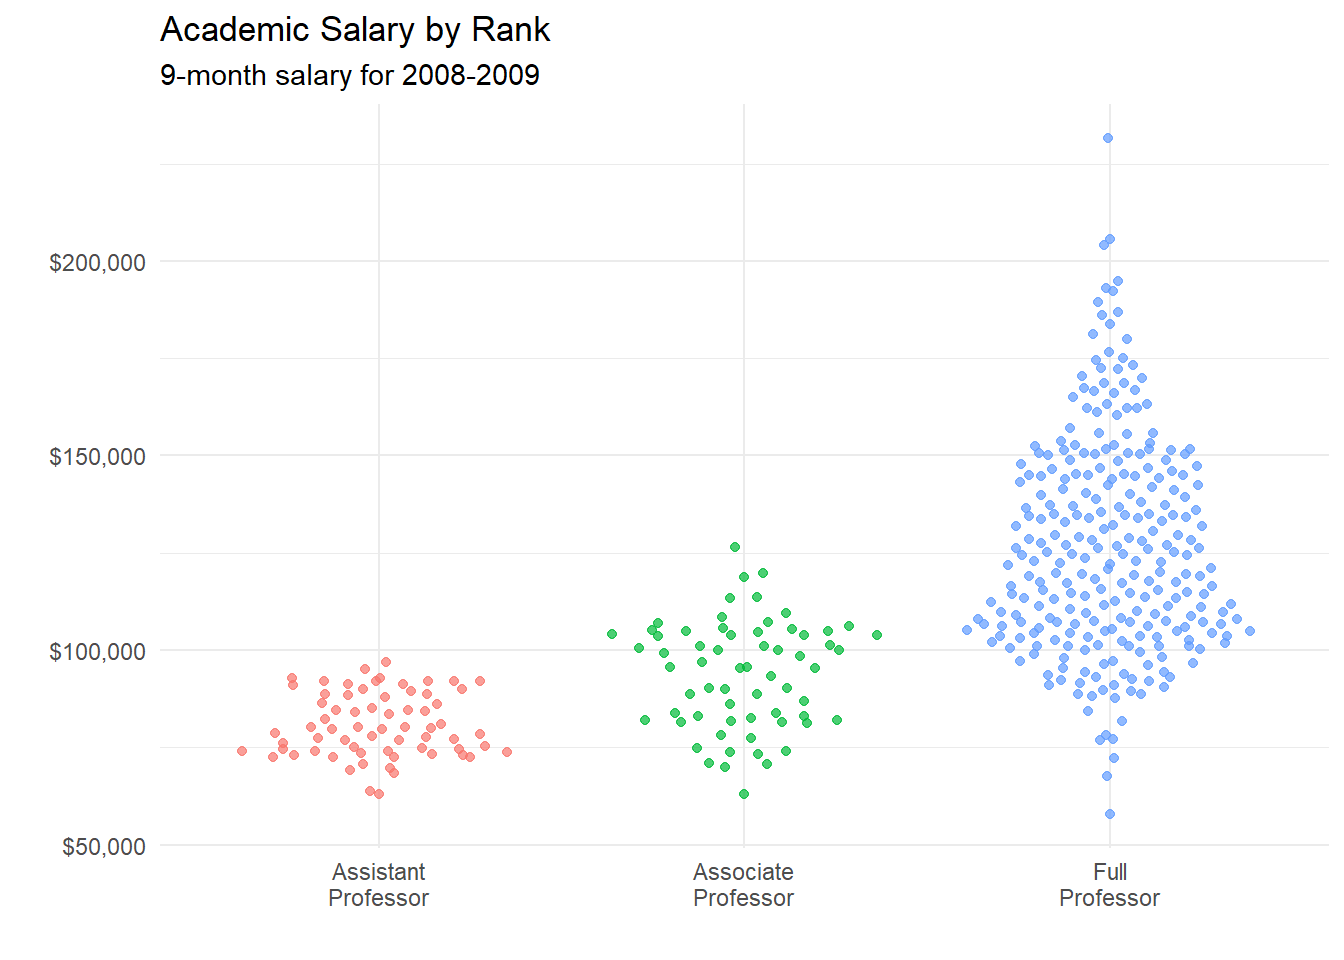 Academic Salary by Rank
9-month salary for 2008-2009
$200,000
$150,000
$100,000
$50,000
Assistant
Professor
Associate
Professor
Full
Professor